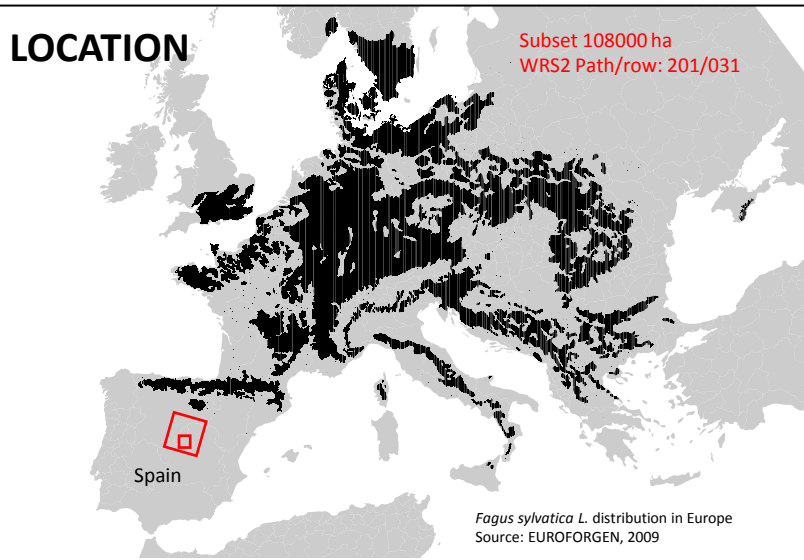 LOCATION
Subset 108000 ha
WRS2 Path/row: 201/031
Spain
Fagus sylvatica L. distribution in Europe
Source: EUROFORGEN, 2009